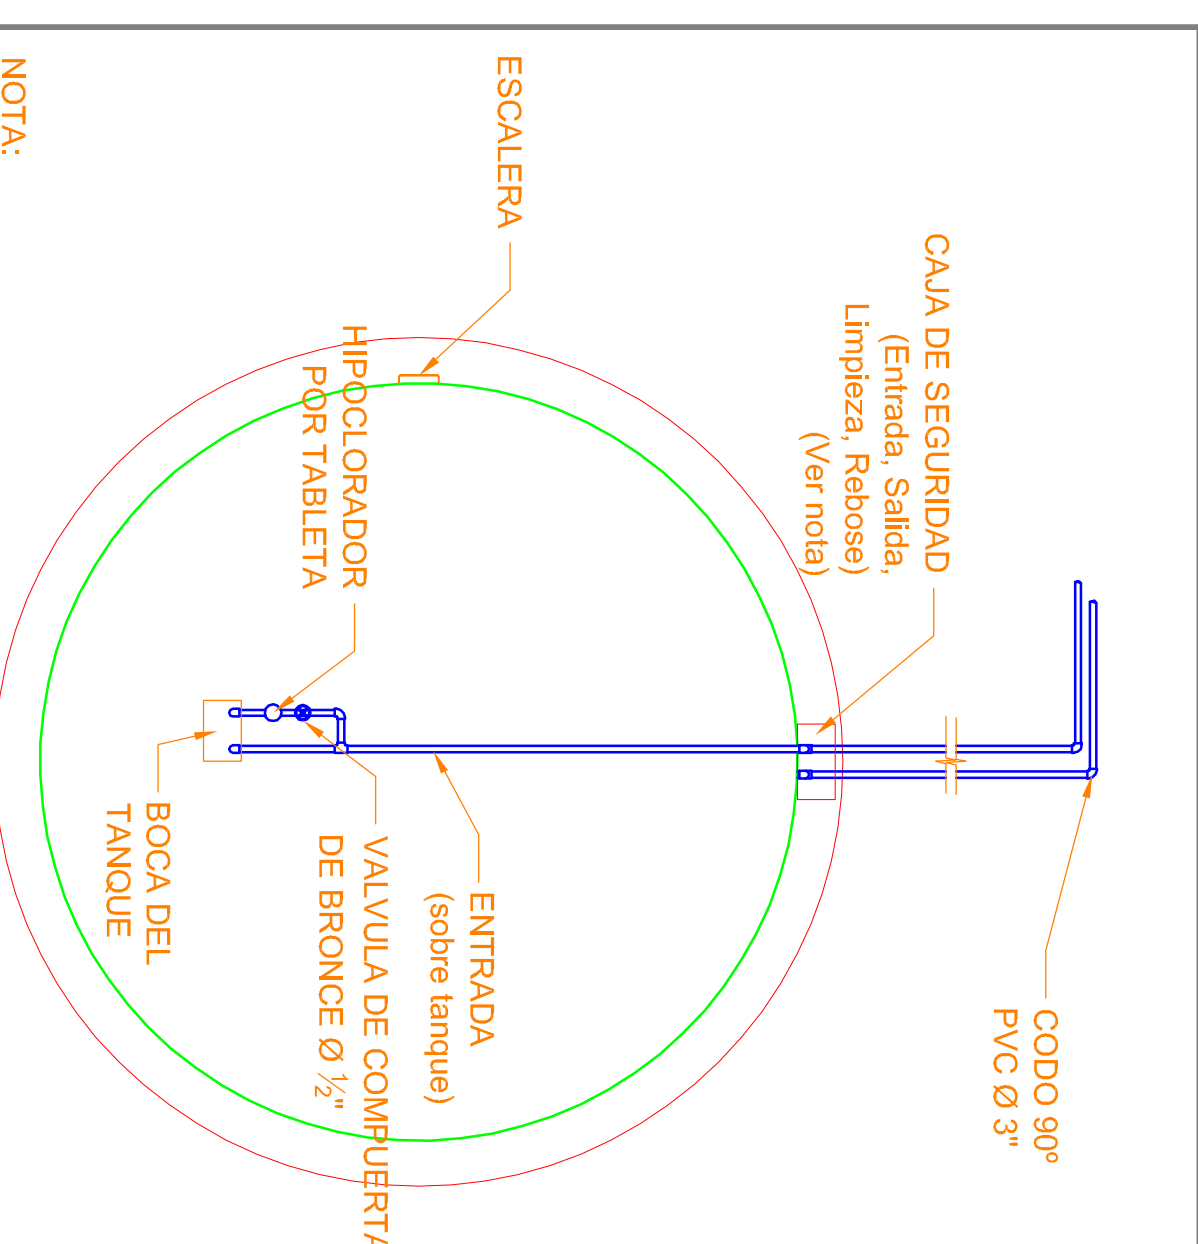 CODO 90º
PVC Ø 3"
CAJA DE SEGURIDAD
(Entrada, Salida,
Limpieza, Rebose)
(Ver nota)
ESCALERA
ENTRADA
(sobre tanque)
HIPOCLORADOR
POR TABLETA
VALVULA DE COMPUERTA
DE BRONCE Ø ½"
BOCA DEL
TANQUE
NOTA: